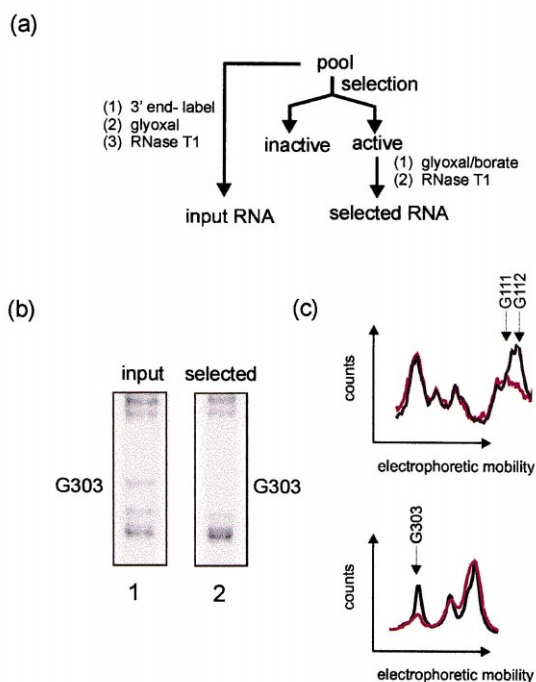 (a)
pool
selection
(1) 3' end- label
(2) glyoxal
(3) RNase T1
inactive
active
(1) glyoxal/borate
(2) RNase T1
input RNA
selected RNA
(b)
input
selected
G303
G303
1
2
(c)
G111
G112
counts
electrophoretic mobility
G303
counts
electrophoretic mobility